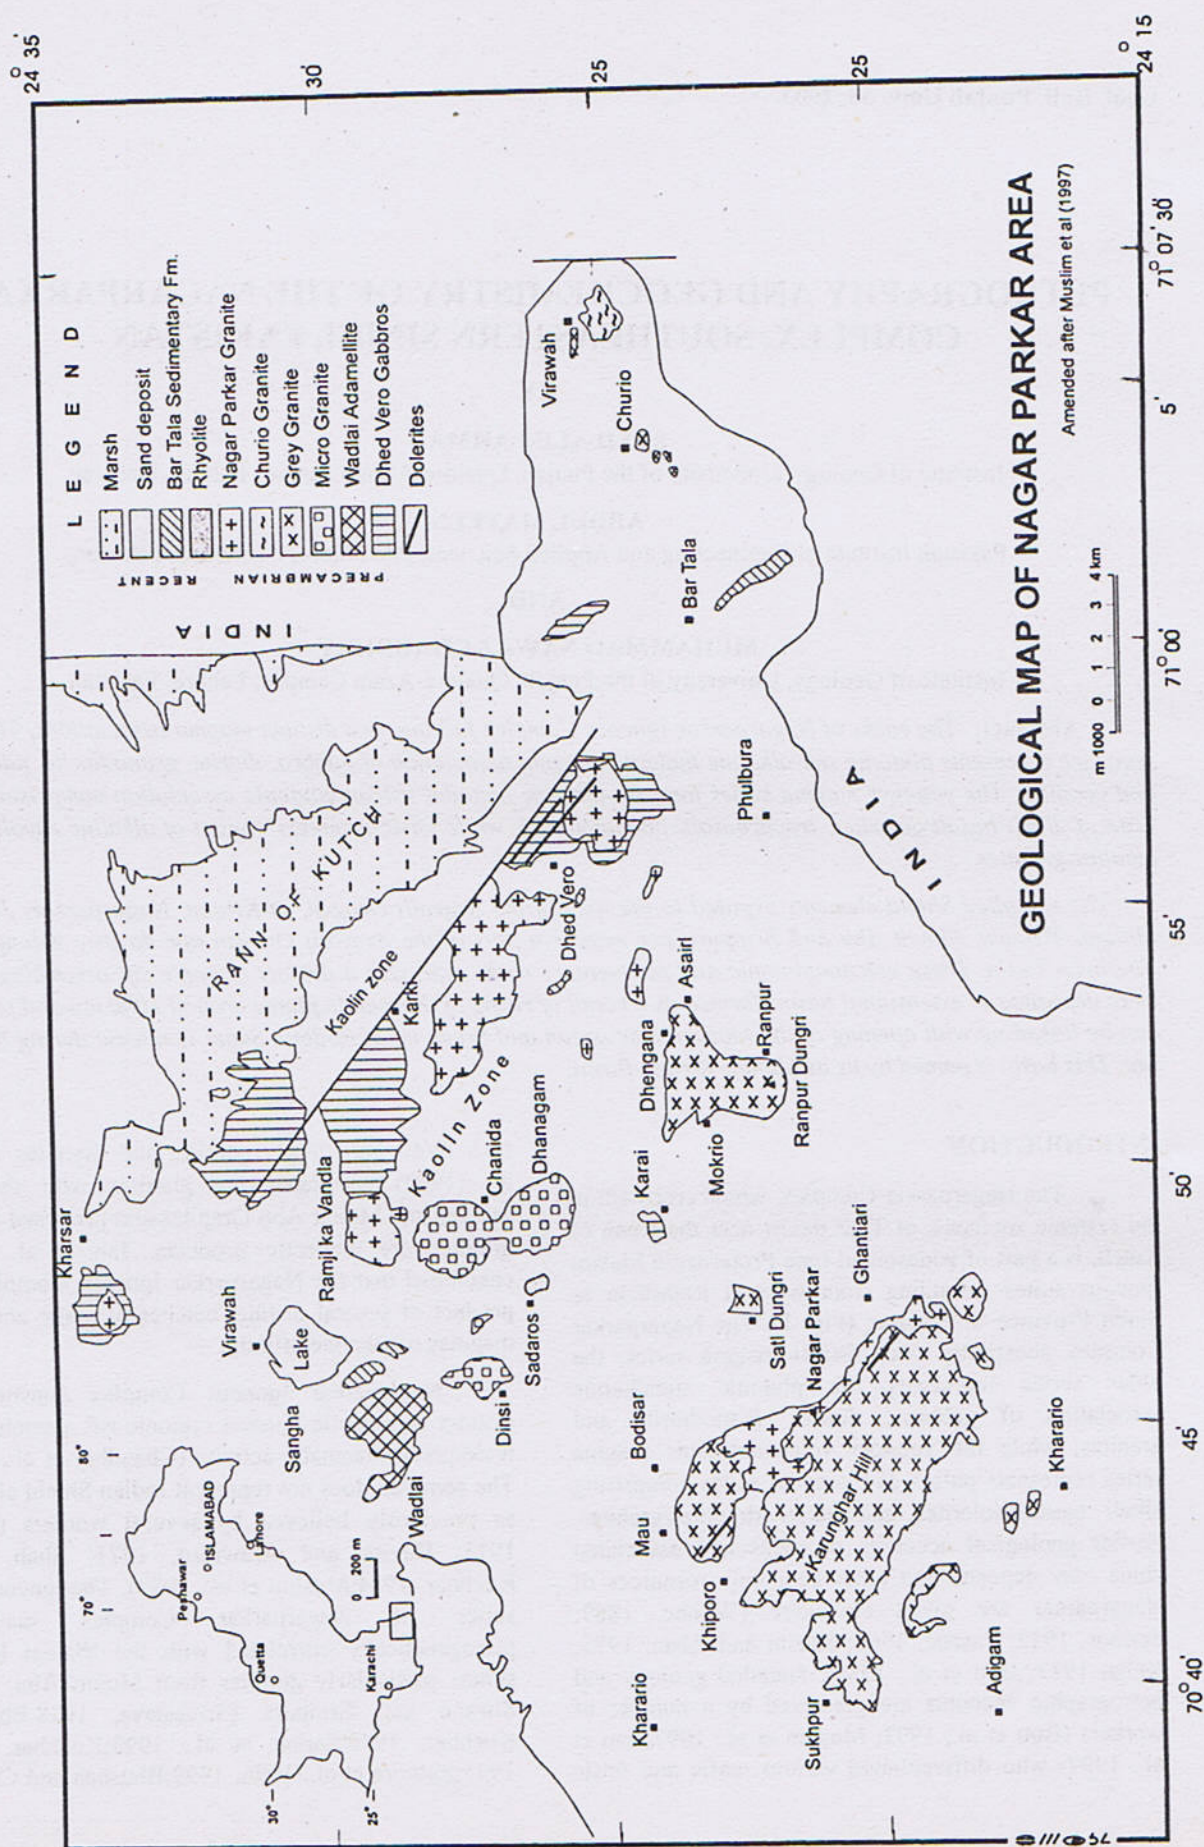 GEOLOGICAL MAP OF NAGAR PARKAR AREA
Amended after Muslim et al (1997)
LEGEND
Marsh
Sand deposit
Bar Tala Sedimentary Fm.
Rhyolite
Nagar Parkar Granite
Churio Granite
Grey Granite
Micro Granite
Wadlai Adamellite
Dhed Vero Gabbros
Dolerites
RECENT
PRECAMBRIAN
INDIA
RANN OF KUTCH
Kaolin zone
Kharsar
Virawah
Lake
Ramji ka Vandla
Karki
Kaolin Zone
Sangha
Chanida
Dhanagam
Wadlai
Dinsi
Sadaros
Dhed Vero
Virawah
Churio
Bar Tala
Asairi
Dhengana
Karai
Mokrio
Ranpur
Ranpur Dungri
Phulbura
INDIA
Bodisar
Sati Dungri
Mau
Khiporo
Nagar Parkar
Ghantiari
Karunghar Hill
Kharario
Sukhpur
Adigam
Kharario
70°
80°
Peshawar
ISLAMABAD
Lahore
Quetta
Karachi
30°
25°
0 200 m
m 1000 0 1 2 3 4 km
24° 35'
30'
25
25
24° 15
70° 40'
45'
50'
55'
71° 00'
5'
71° 07' 30"